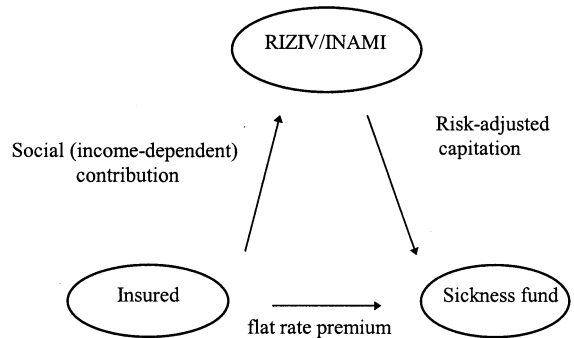 RIZIV/INAMI
Social (income-dependent)
contribution
Risk-adjusted
capitation
Insured
Sickness fund
flat rate premium